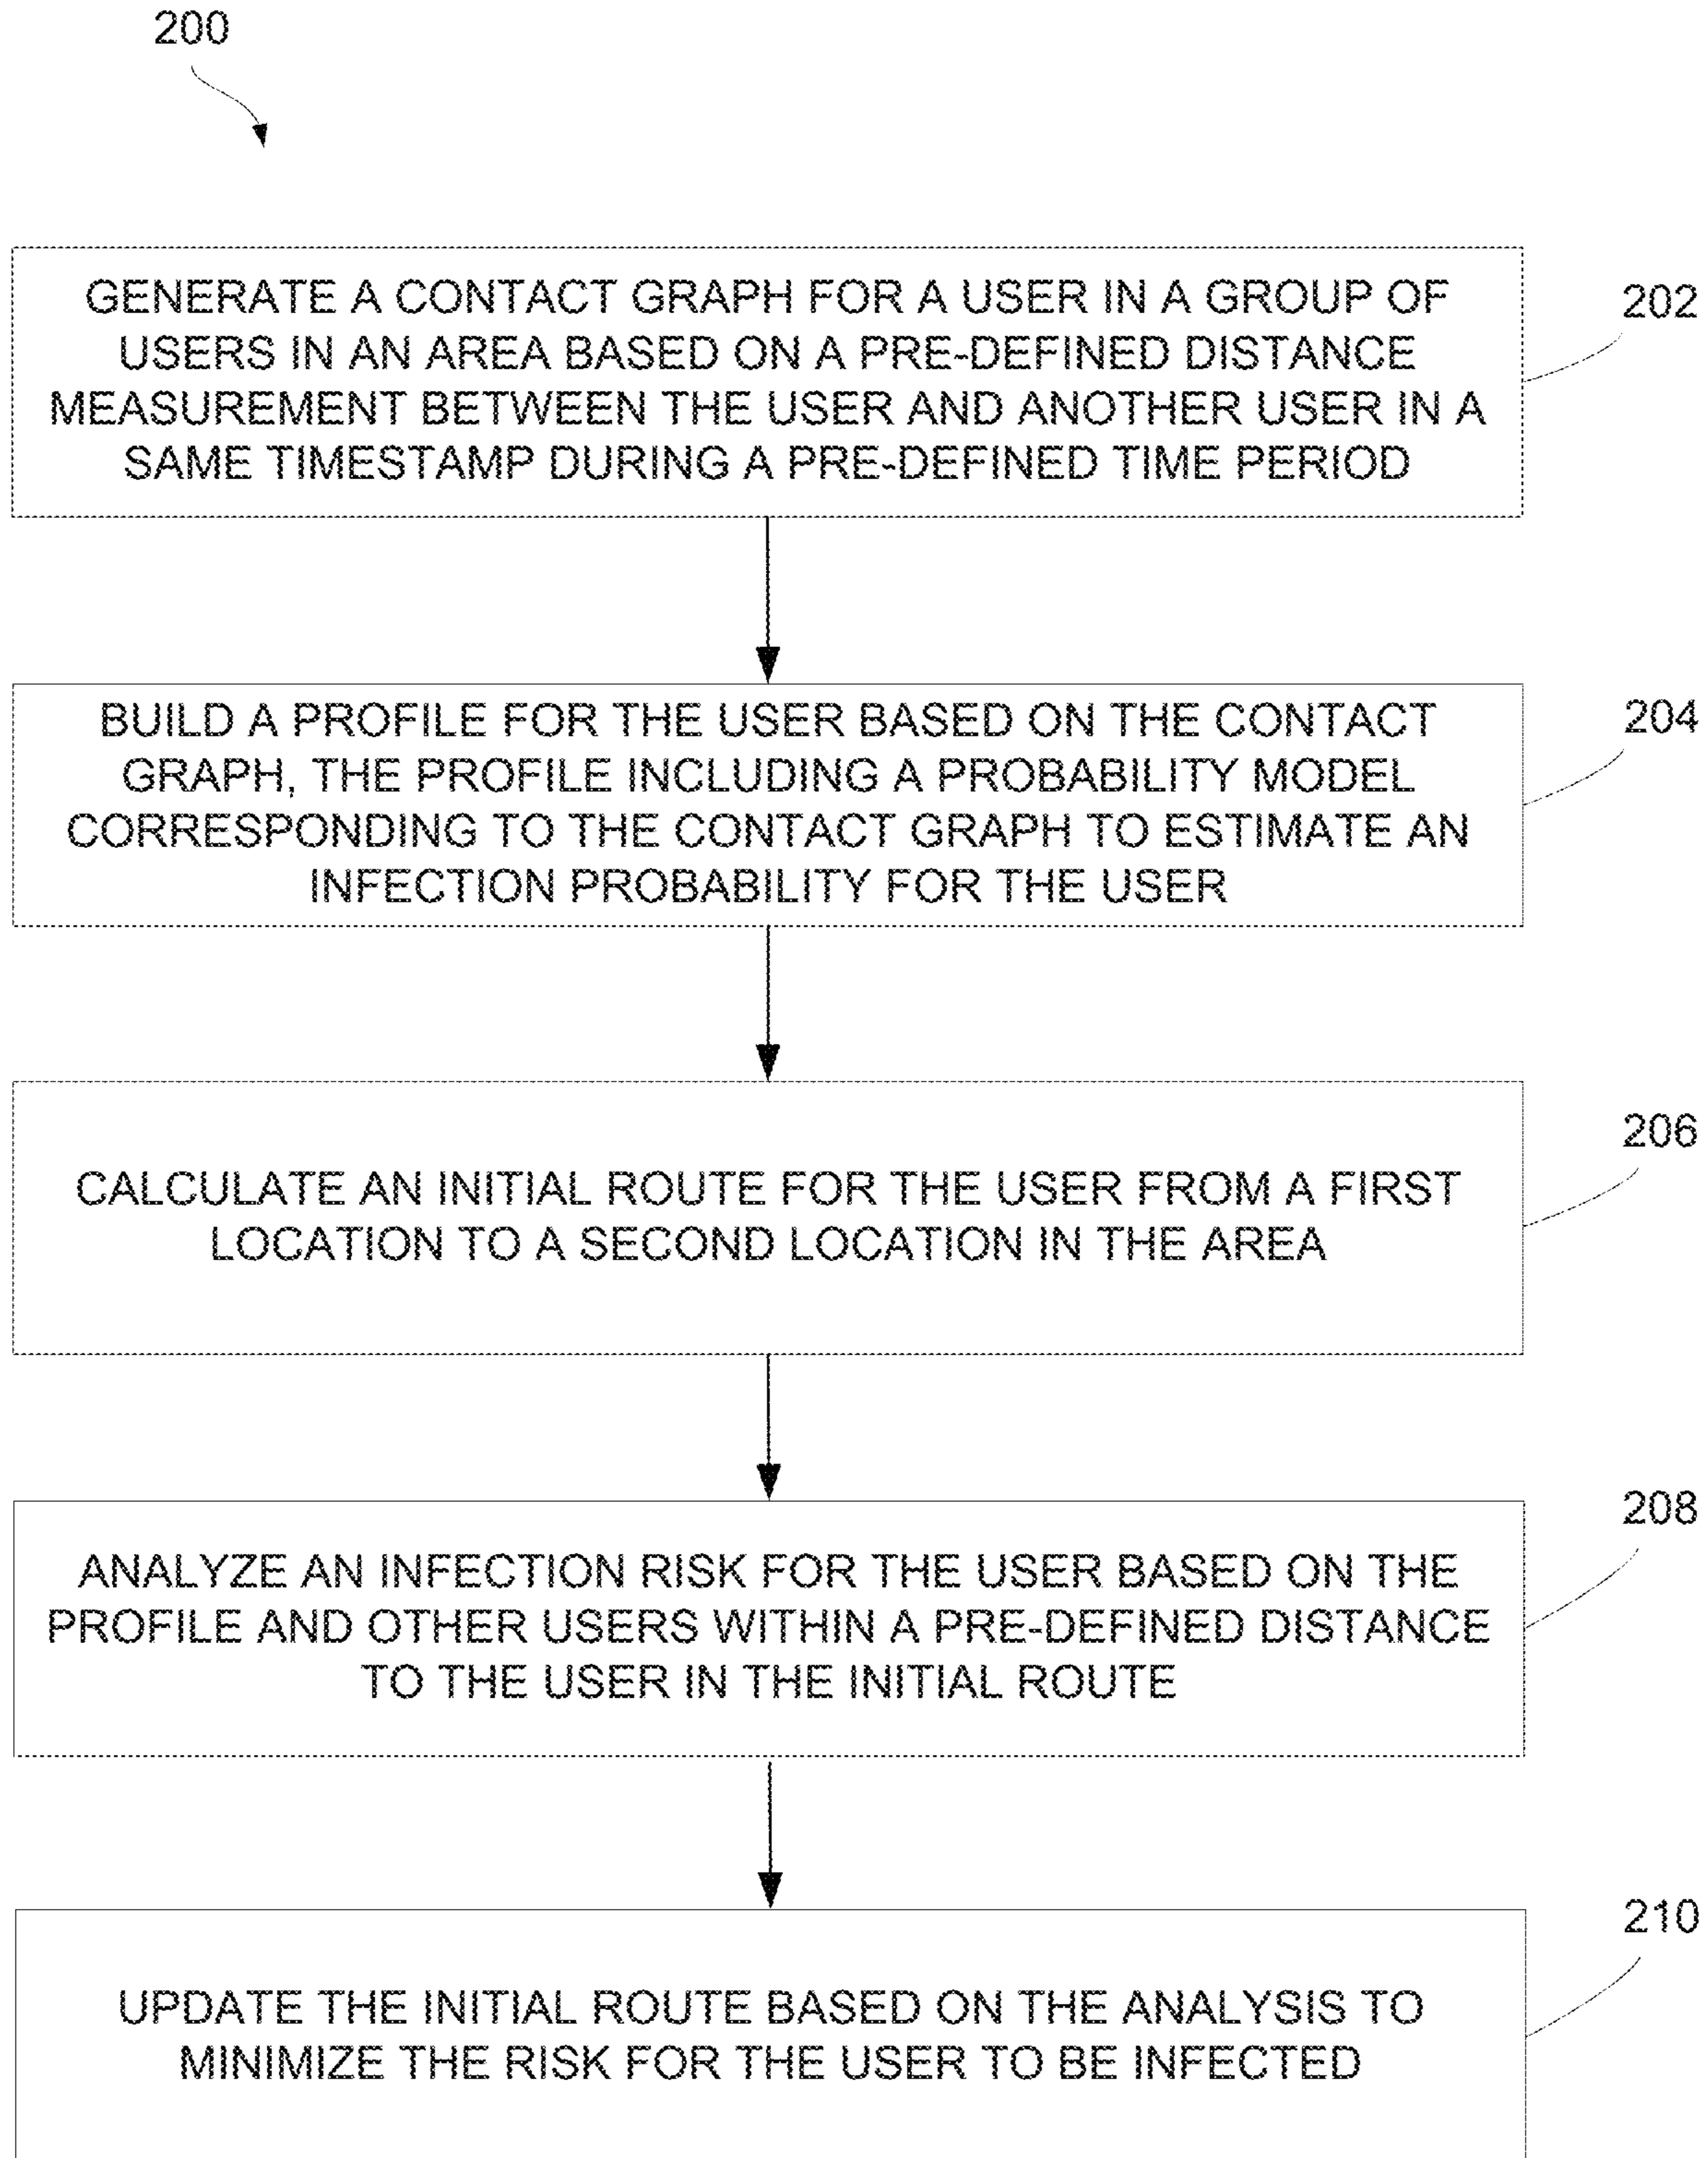 200
GENERATE A CONTACT GRAPH FOR A USER IN A GROUP OF
USERS IN AN AREA BASED ON A PRE-DEFINED DISTANCE
MEASUREMENT BETWEEN THE USER AND ANOTHER USER IN A
SAME TIMESTAMP DURING A PRE-DEFINED TIME PERIOD
202
BUILD A PROFILE FOR THE USER BASED ON THE CONTACT
GRAPH, THE PROFILE INCLUDING A PROBABILITY MODEL
CORRESPONDING TO THE CONTACT GRAPH TO ESTIMATE AN
INFECTION PROBABILITY FOR THE USER
204
CALCULATE AN INITIAL ROUTE FOR THE USER FROM A FIRST
LOCATION TO A SECOND LOCATION IN THE AREA
206
ANALYZE AN INFECTION RISK FOR THE USER BASED ON THE
PROFILE AND OTHER USERS WITHIN A PRE-DEFINED DISTANCE
TO THE USER IN THE INITIAL ROUTE
208
UPDATE THE INITIAL ROUTE BASED ON THE ANALYSIS TO
MINIMIZE THE RISK FOR THE USER TO BE INFECTED
210